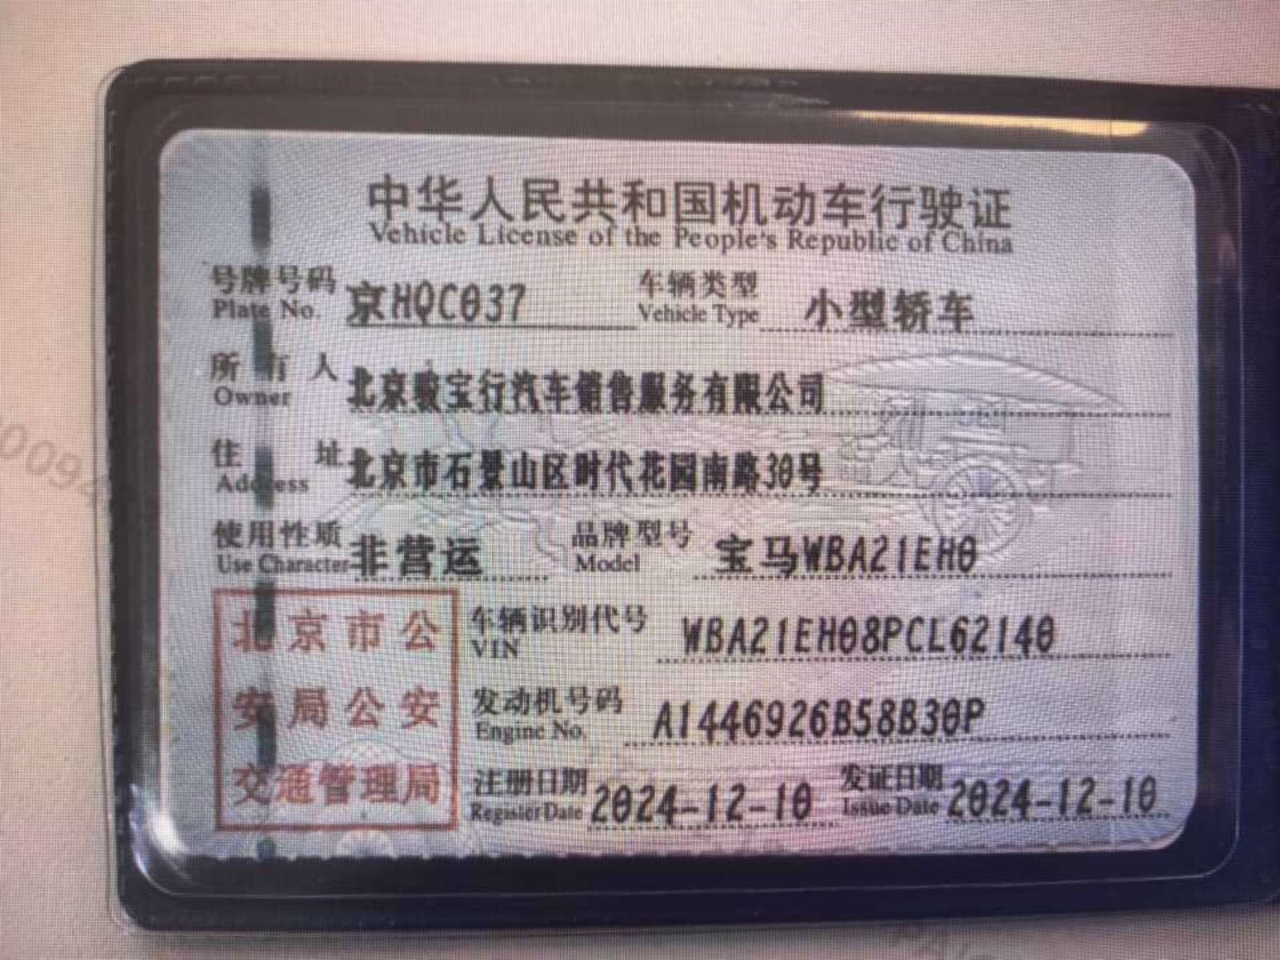 中华人民共和国机动车行驶证
Vehicle License of the People's Republic of China
号牌号码 京HQC037 车辆类型 小型轿车
Plate No. Vehicle Type
所有人 北京骏宝行汽车销售服务有限公司
Owner
住址 北京市石景山区时代花园南路30号
Address
使用性质 非营运 品牌型号 宝马WBA21EH0
Use Character Model
北京市公
安局公安
交通管理局
车辆识别代号 WBA21EH08PCL62140
VIN
发动机号码 A1446926B58B30P
Engine No.
注册日期 2024-12-10 发证日期 2024-12-10
Register Date Issue Date